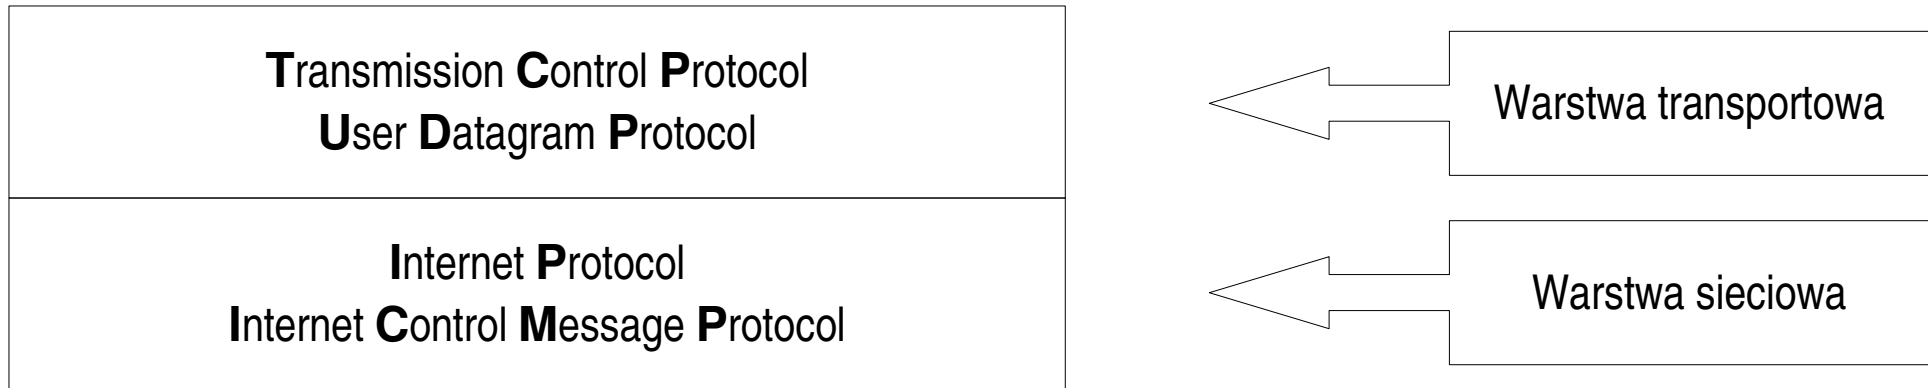 Transmission Control Protocol
User Datagram Protocol
Warstwa transportowa
Internet Protocol
Internet Control Message Protocol
Warstwa sieciowa